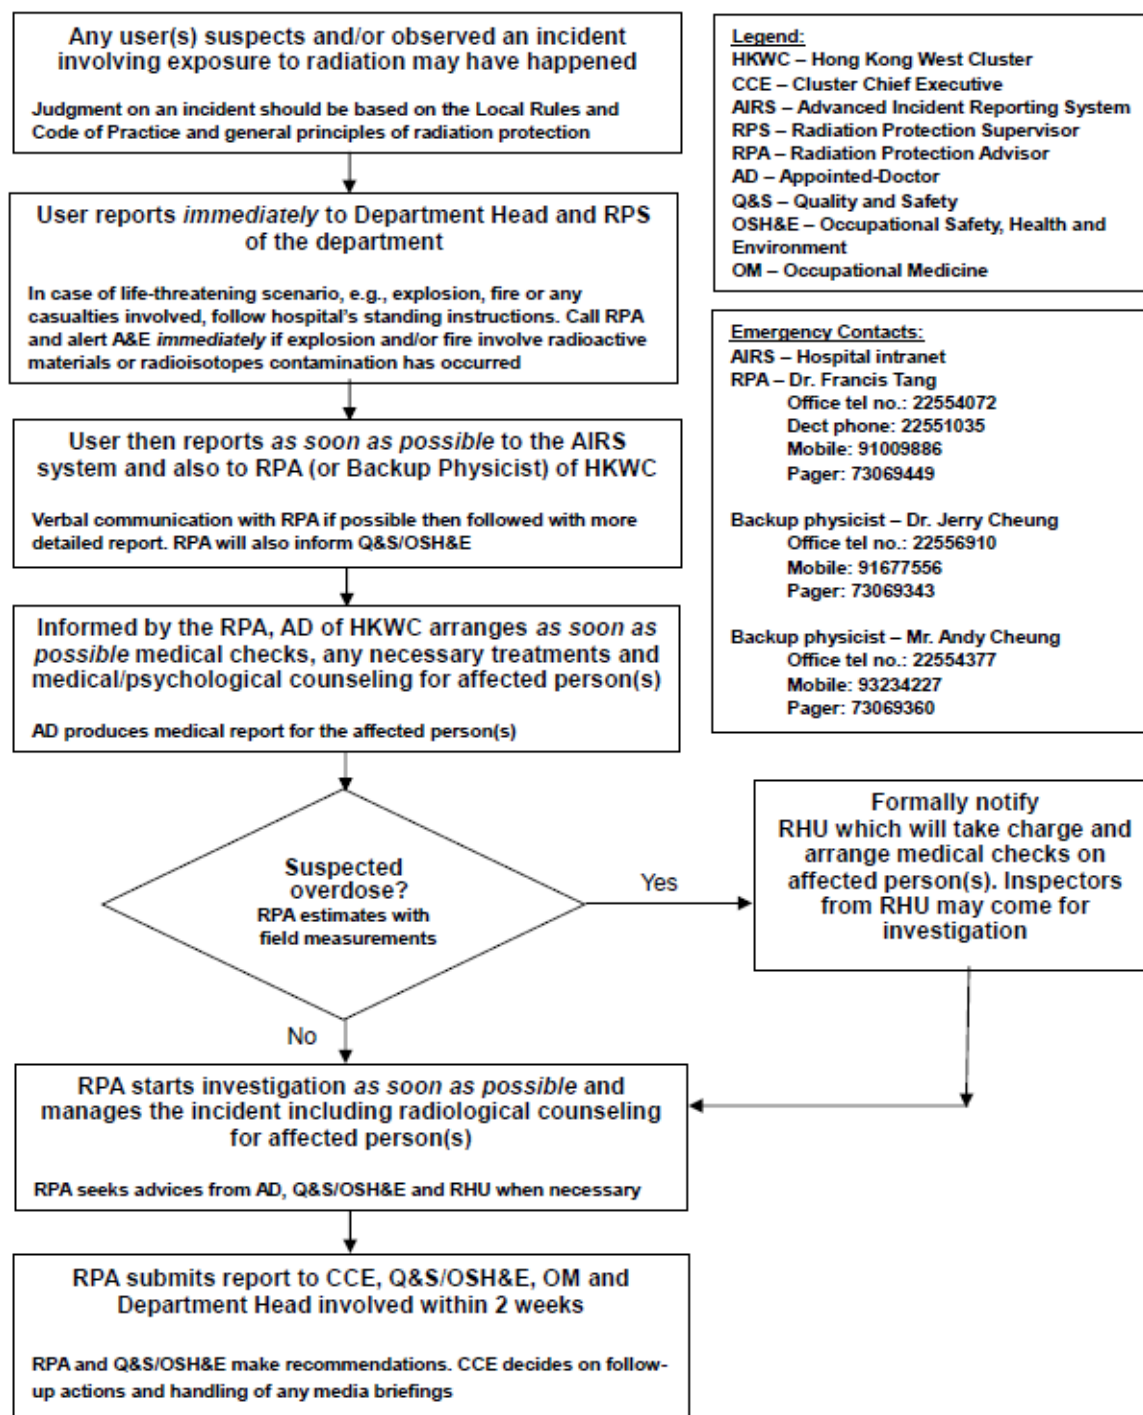 Any user(s) suspects and/or observed an incident
involving exposure to radiation may have happened
Judgment on an incident should be based on the Local Rules and
Code of Practice and general principles of radiation protection
User reports immediately to Department Head and RPS
of the department
In case of life-threatening scenario, e.g., explosion, fire or any
casualties involved, follow hospital's standing instructions. Call RPA
and alert A&E immediately if explosion and/or fire involve radioactive
materials or radioisotopes contamination has occurred
User then reports as soon as possible to the AIRS
system and also to RPA (or Backup Physicist) of HKWC
Verbal communication with RPA if possible then followed with more
detailed report. RPA will also inform Q&S/OSH&E
Informed by the RPA, AD of HKWC arranges as soon as
possible medical checks, any necessary treatments and
medical/psychological counseling for affected person(s)
AD produces medical report for the affected person(s)
Suspected
overdose?
RPA estimates with
field measurements
Yes
No
Formally notify
RHU which will take charge and
arrange medical checks on
affected person(s). Inspectors
from RHU may come for
investigation
RPA starts investigation as soon as possible and
manages the incident including radiological counseling
for affected person(s)
RPA seeks advices from AD, Q&S/OSH&E and RHU when necessary
RPA submits report to CCE, Q&S/OSH&E, OM and
Department Head involved within 2 weeks
RPA and Q&S/OSH&E make recommendations. CCE decides on follow-
up actions and handling of any media briefings
Legend:
HKWC – Hong Kong West Cluster
CCE – Cluster Chief Executive
AIRS – Advanced Incident Reporting System
RPS – Radiation Protection Supervisor
RPA – Radiation Protection Advisor
AD – Appointed-Doctor
Q&S – Quality and Safety
OSH&E – Occupational Safety, Health and
Environment
OM – Occupational Medicine
Emergency Contacts:
AIRS – Hospital intranet
RPA – Dr. Francis Tang
Office tel no.: 22554072
Dect phone: 22551035
Mobile: 91009886
Pager: 73069449
Backup physicist – Dr. Jerry Cheung
Office tel no.: 22556910
Mobile: 91677556
Pager: 73069343
Backup physicist – Mr. Andy Cheung
Office tel no.: 22554377
Mobile: 93234227
Pager: 73069360